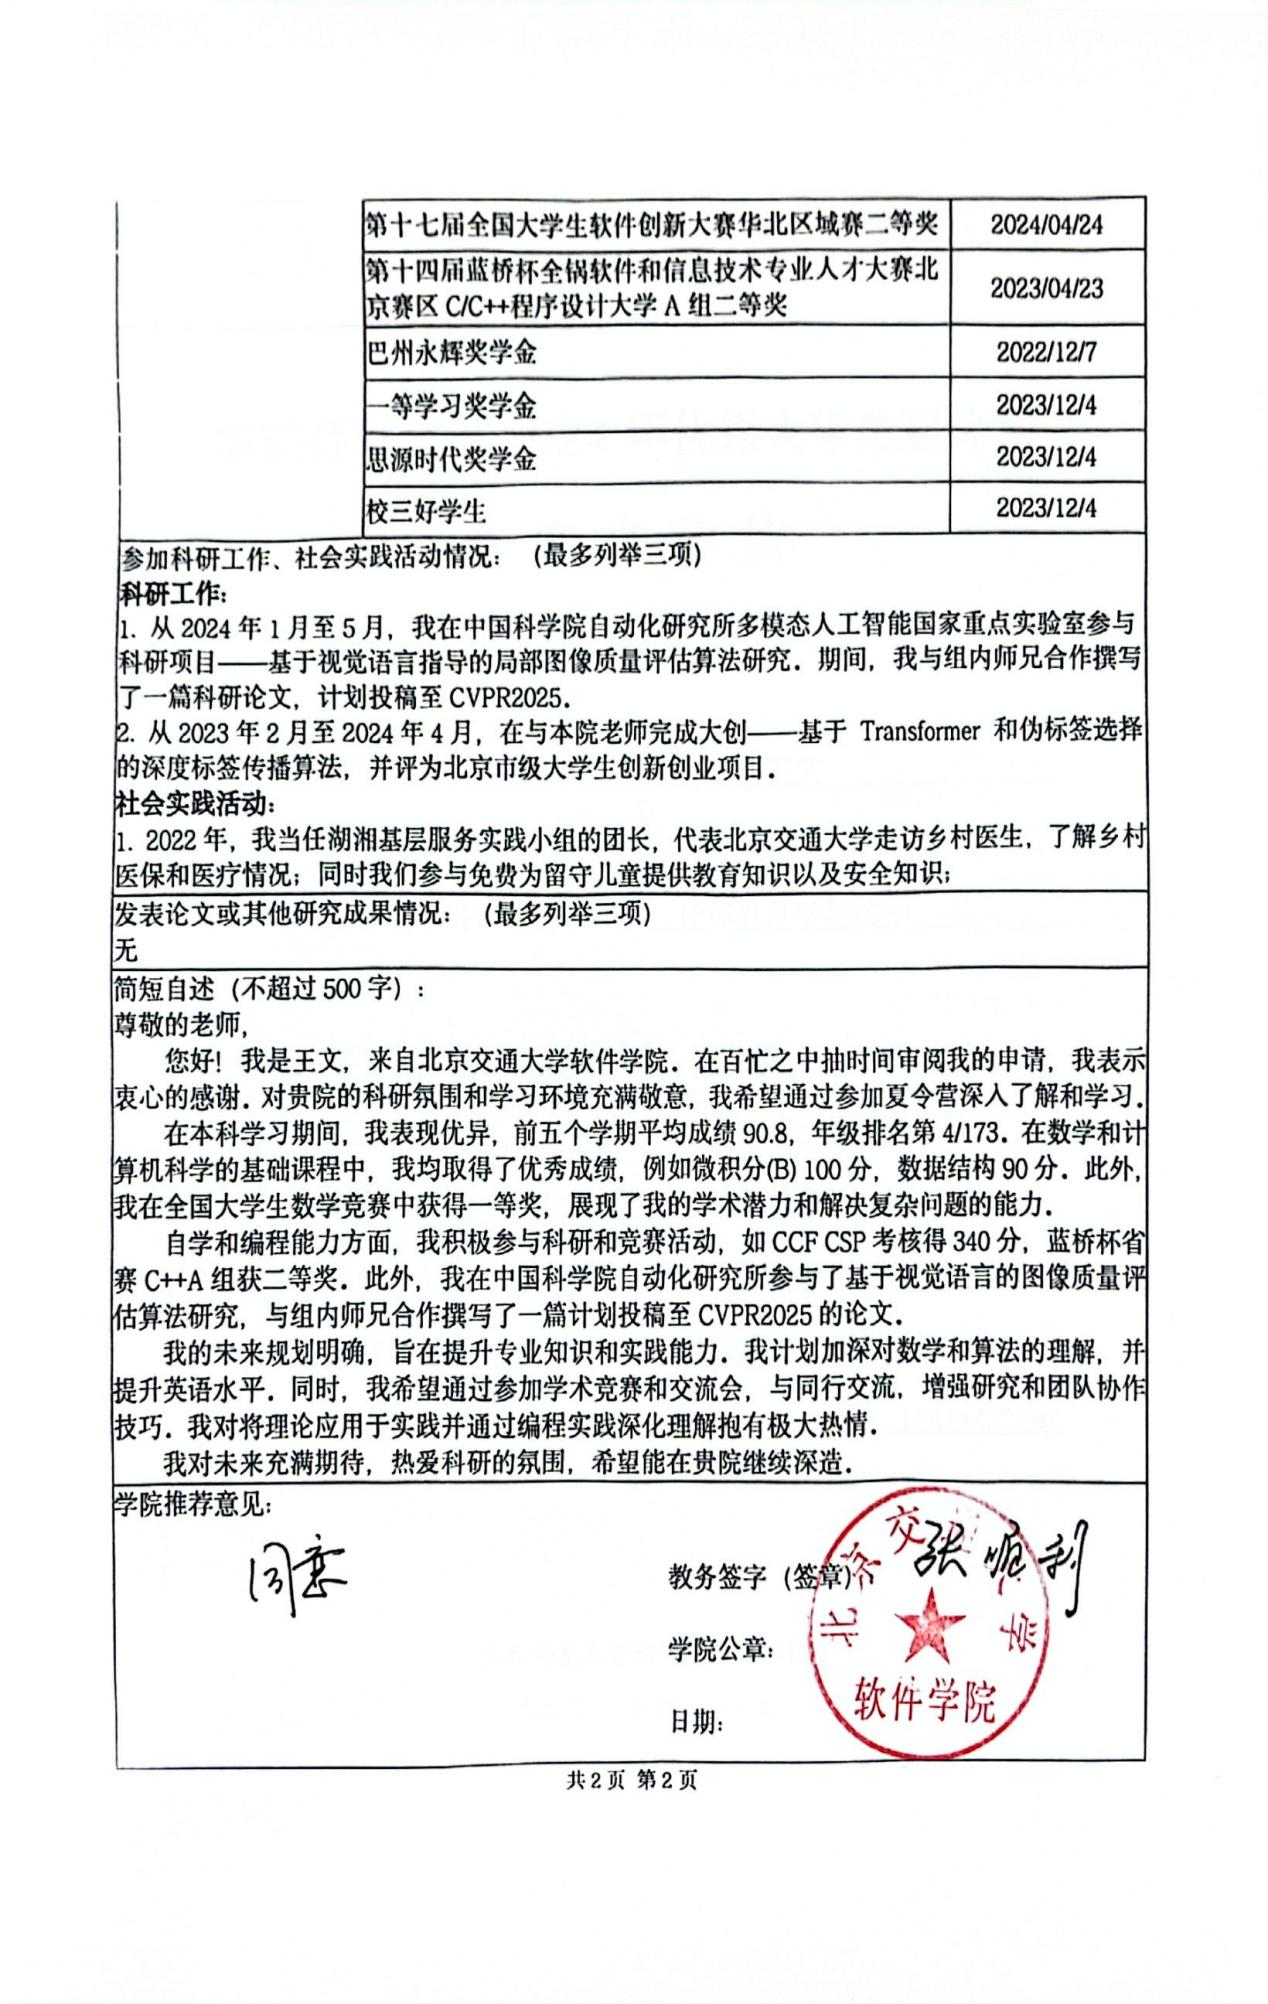 第十七届全国大学生软件创新大赛华北区域赛二等奖 2024/04/24
第十四届蓝桥杯全锅软件和信息技术专业人才大赛北
京赛区 C/C++程序设计大学 A 组二等奖 2023/04/23
巴州永辉奖学金 2022/12/7
一等学习奖学金 2023/12/4
思源时代奖学金 2023/12/4
校三好学生 2023/12/4
参加科研工作、社会实践活动情况：（最多列举三项）
科研工作：
1. 从 2024 年 1 月至 5 月，我在中国科学院自动化研究所多模态人工智能国家重点实验室参与
科研项目——基于视觉语言指导的局部图像质量评估算法研究．期间，我与组内师兄合作撰写
了一篇科研论文，计划投稿至 CVPR2025．
2. 从 2023 年 2 月至 2024 年 4 月，在与本院老师完成大创——基于 Transformer 和伪标签选择
的深度标签传播算法，并评为北京市级大学生创新创业项目．
社会实践活动：
1. 2022 年，我当任湖湘基层服务实践小组的团长，代表北京交通大学走访乡村医生，了解乡村
医保和医疗情况；同时我们参与免费为留守儿童提供教育知识以及安全知识；
发表论文或其他研究成果情况：（最多列举三项）
无
简短自述（不超过 500 字）：
尊敬的老师，
您好！我是王文，来自北京交通大学软件学院．在百忙之中抽时间审阅我的申请，我表示
衷心的感谢．对贵院的科研氛围和学习环境充满敬意，我希望通过参加夏令营深入了解和学习．
在本科学习期间，我表现优异，前五个学期平均成绩 90.8，年级排名第 4/173．在数学和计
算机科学的基础课程中，我均取得了优秀成绩，例如微积分(B) 100 分，数据结构 90 分．此外，
我在全国大学生数学竞赛中获得一等奖，展现了我的学术潜力和解决复杂问题的能力．
自学和编程能力方面，我积极参与科研和竞赛活动，如 CCF CSP 考核得 340 分，蓝桥杯省
赛 C++A 组获二等奖．此外，我在中国科学院自动化研究所参与了基于视觉语言的图像质量评
估算法研究，与组内师兄合作撰写了一篇计划投稿至 CVPR2025 的论文．
我的未来规划明确，旨在提升专业知识和实践能力．我计划加深对数学和算法的理解，并
提升英语水平．同时，我希望通过参加学术竞赛和交流会，与同行交流，增强研究和团队协作
技巧．我对将理论应用于实践并通过编程实践深化理解抱有极大热情．
我对未来充满期待，热爱科研的氛围，希望能在贵院继续深造．
学院推荐意见：
同意
教务签字（签章）： 张顺利
学院公章：
北京交通大学
软件学院
日期：
共 2 页 第 2 页